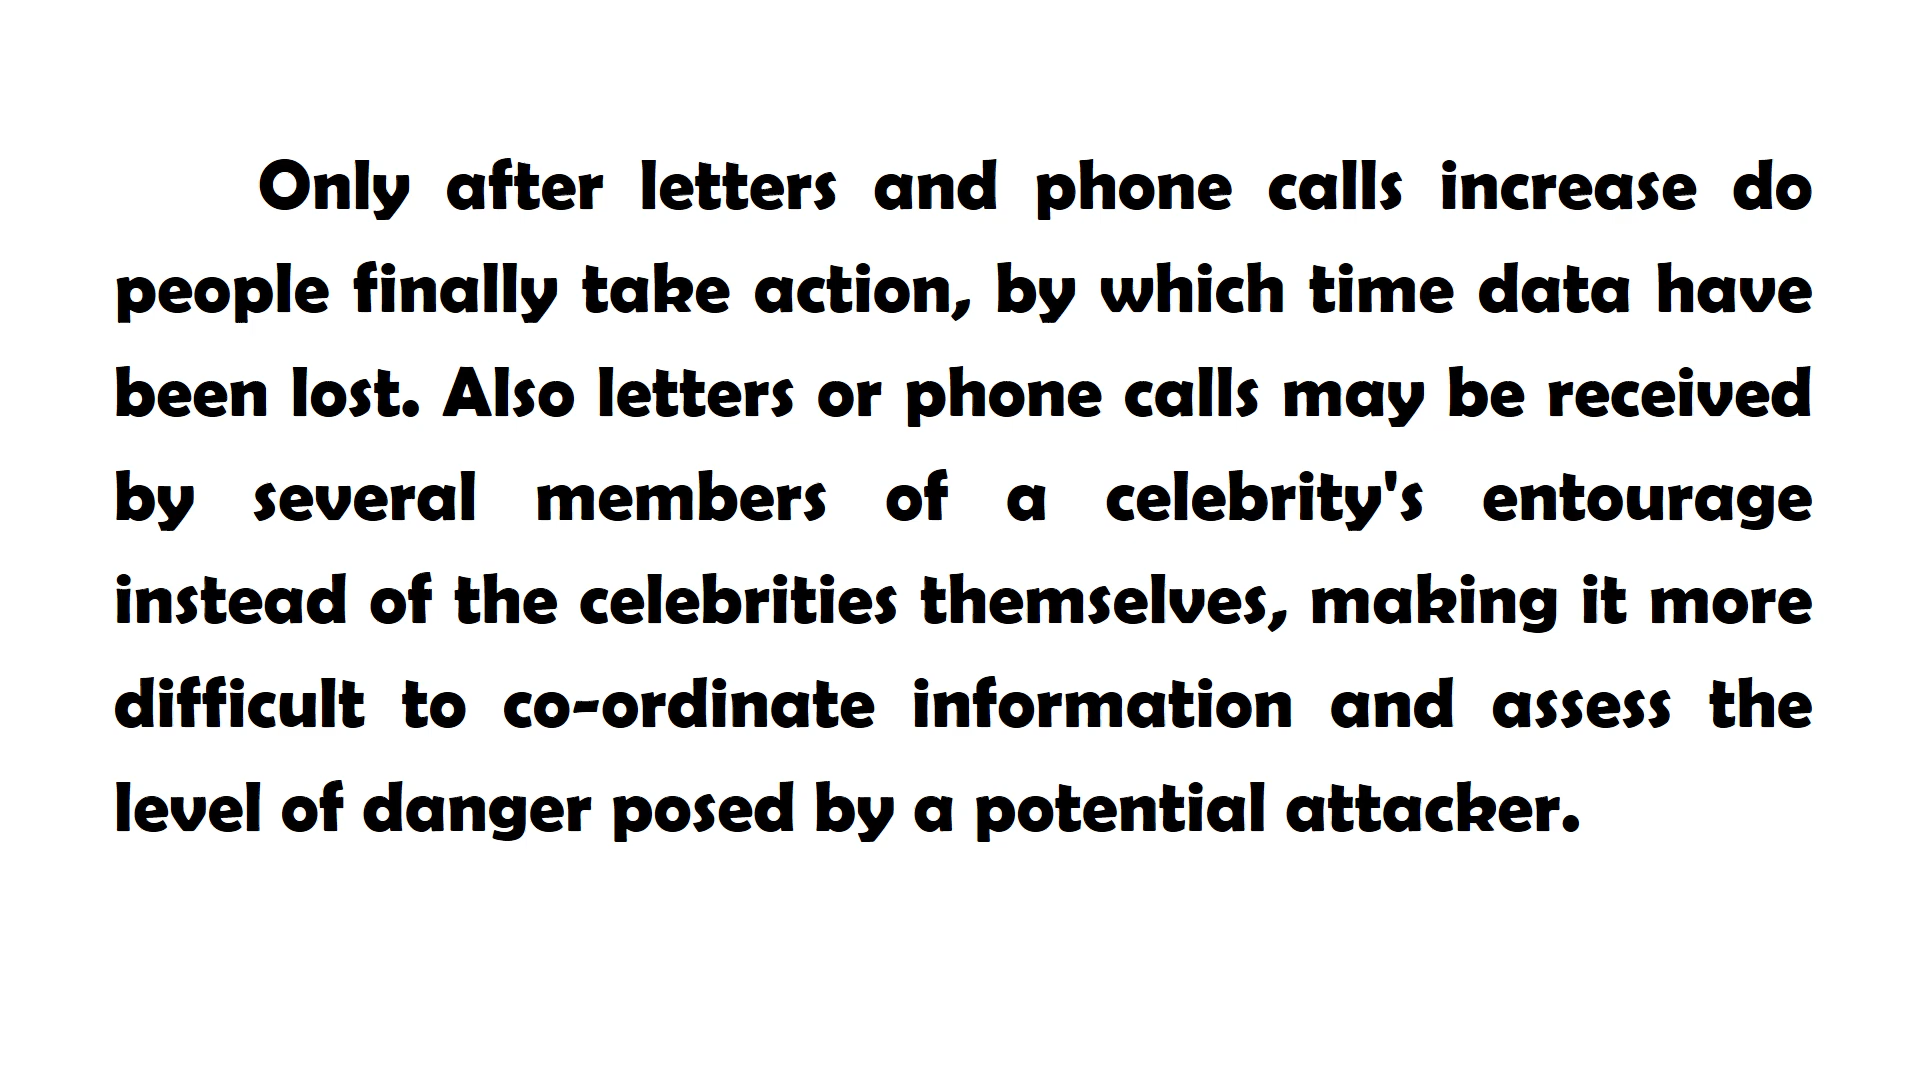 Only after letters and phone calls increase do
people finally take action, by which time data have
been lost. Also letters or phone calls may be received
by several members of a celebrity's entourage
instead of the celebrities themselves, making it more
difficult to co-ordinate information and assess the
level of danger posed by a potential attacker.